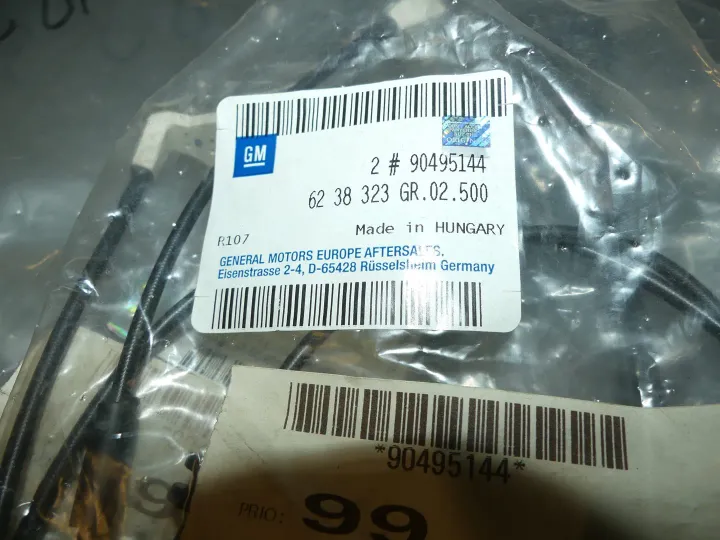 GM
2 # 90495144
62 38 323 GR.02.500
Made in HUNGARY
R107
GENERAL MOTORS EUROPE AFTERSALES.
Eisenstrasse 2-4, D-65428 Rüsselsheim Germany
*90495144*
PRIO: 99